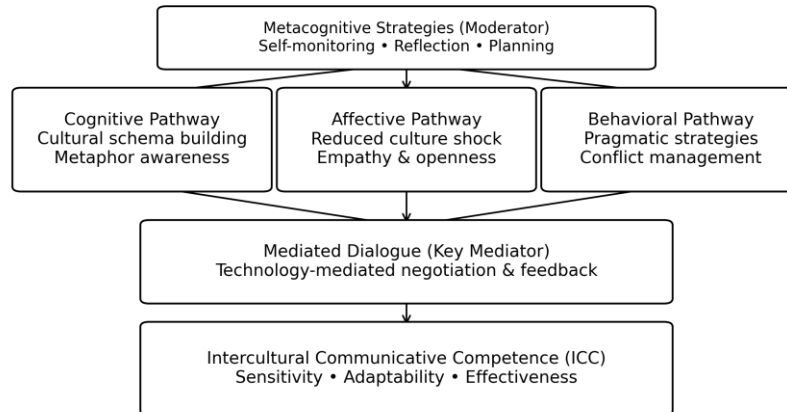 Metacognitive Strategies (Moderator)
Self-monitoring • Reflection • Planning
Cognitive Pathway
Cultural schema building
Metaphor awareness
Affective Pathway
Reduced culture shock
Empathy & openness
Behavioral Pathway
Pragmatic strategies
Conflict management
Mediated Dialogue (Key Mediator)
Technology-mediated negotiation & feedback
Intercultural Communicative Competence (ICC)
Sensitivity • Adaptability • Effectiveness